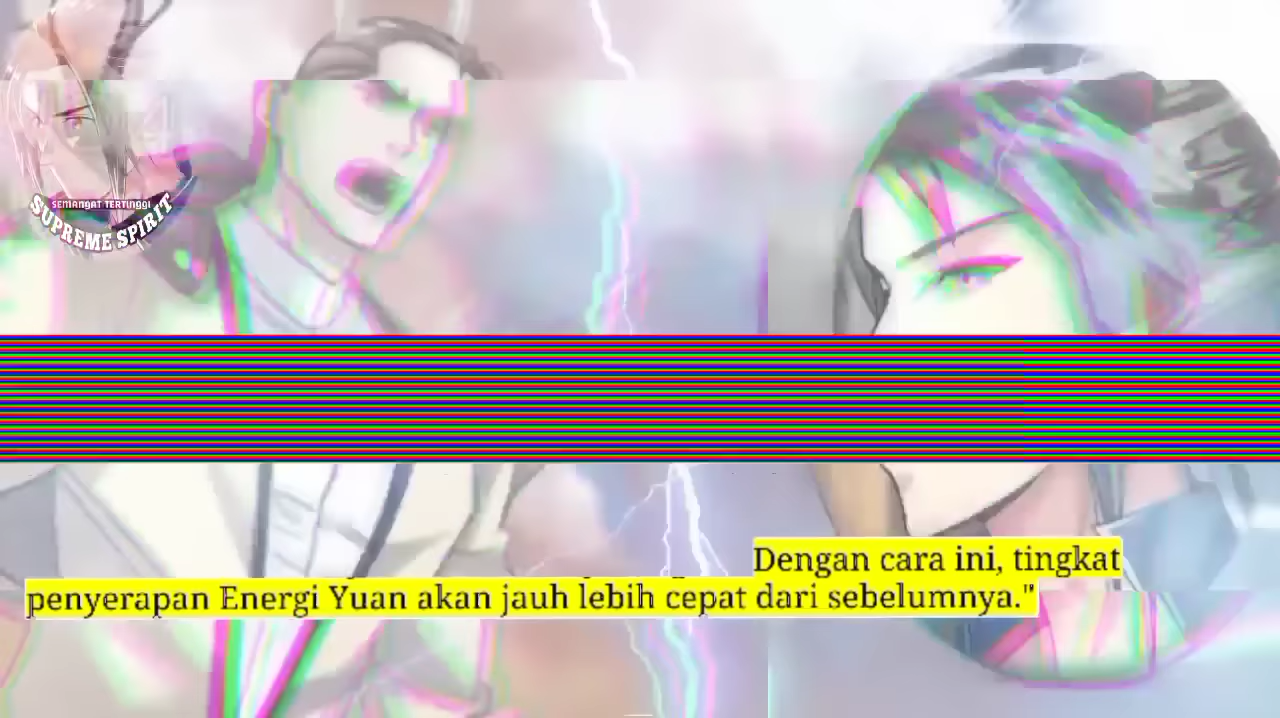 SEMANGAT TERTINGGI
SUPREME SPIRIT
Dengan cara ini, tingkat
penyerapan Energi Yuan akan jauh lebih cepat dari sebelumnya."